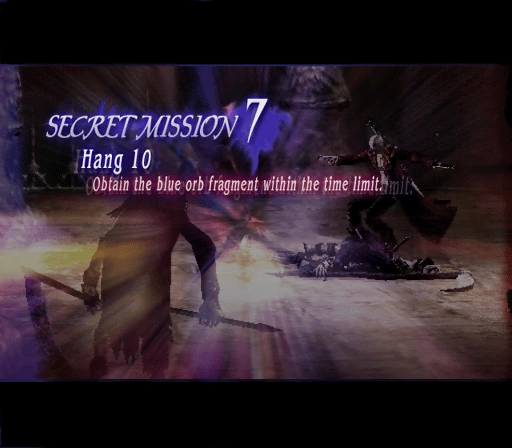 SECRET MISSION 7
Hang 10
Obtain the blue orb fragment within the time limit.